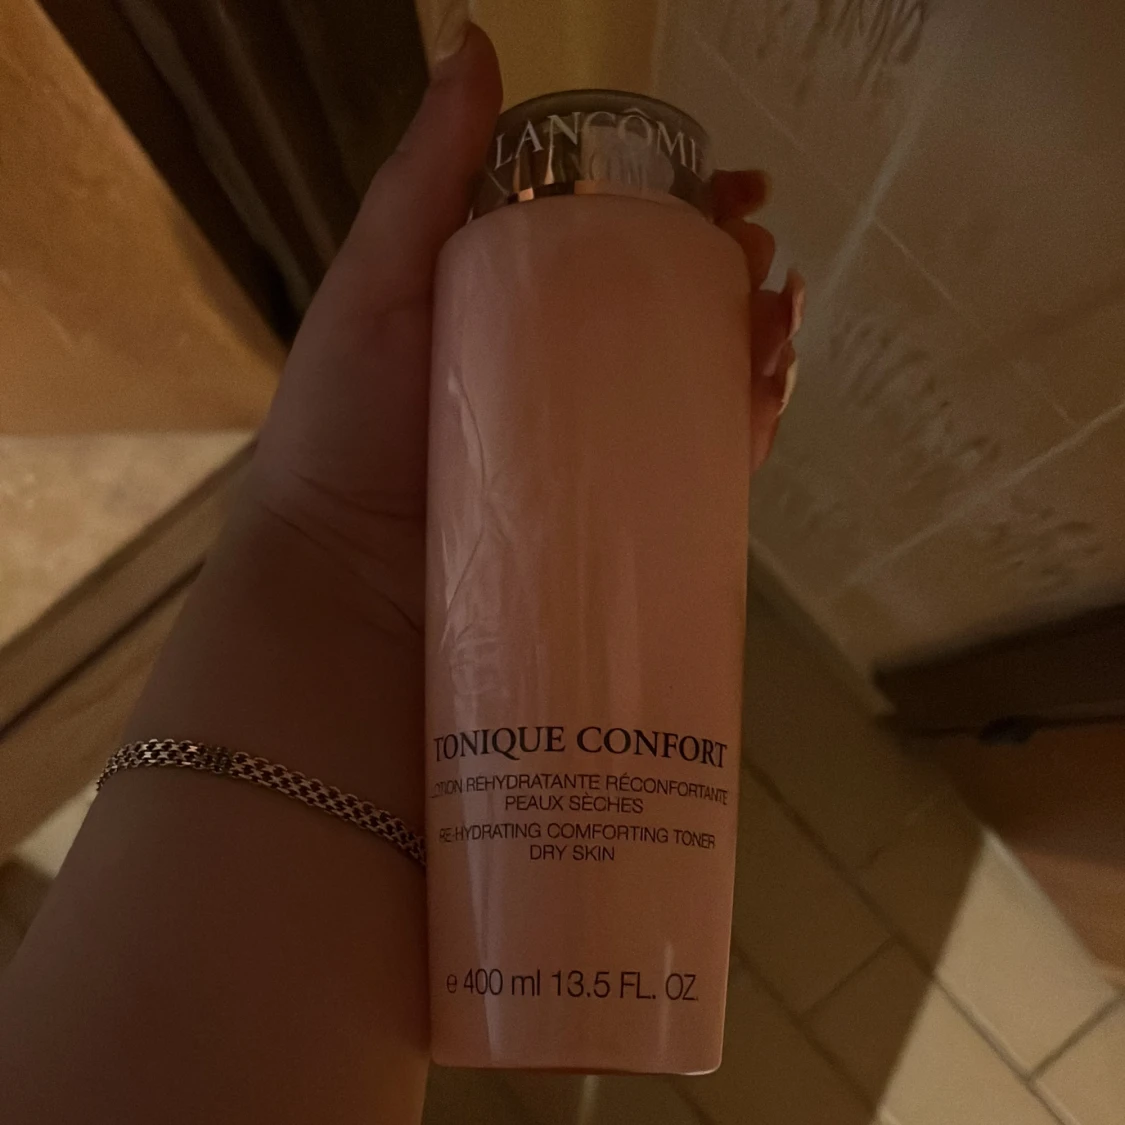 LANCÔME
TONIQUE CONFORT
LOTION REHYDRATANTE RÉCONFORTANTE
PEAUX SÈCHES
RE-HYDRATING COMFORTING TONER
DRY SKIN
e 400 ml 13.5 FL. OZ.